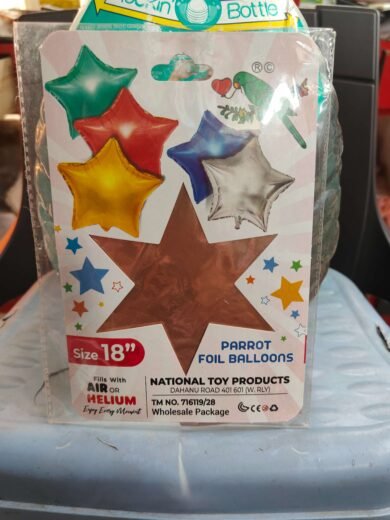 Bottle
®©
Size 18"
PARROT
FOIL BALLOONS
Fills With
AIR OR
HELIUM
Enjoy Every Moment
NATIONAL TOY PRODUCTS
DAHANU ROAD 401 601 (W. RLY)
TM NO. 716119/28
Wholesale Package
CE